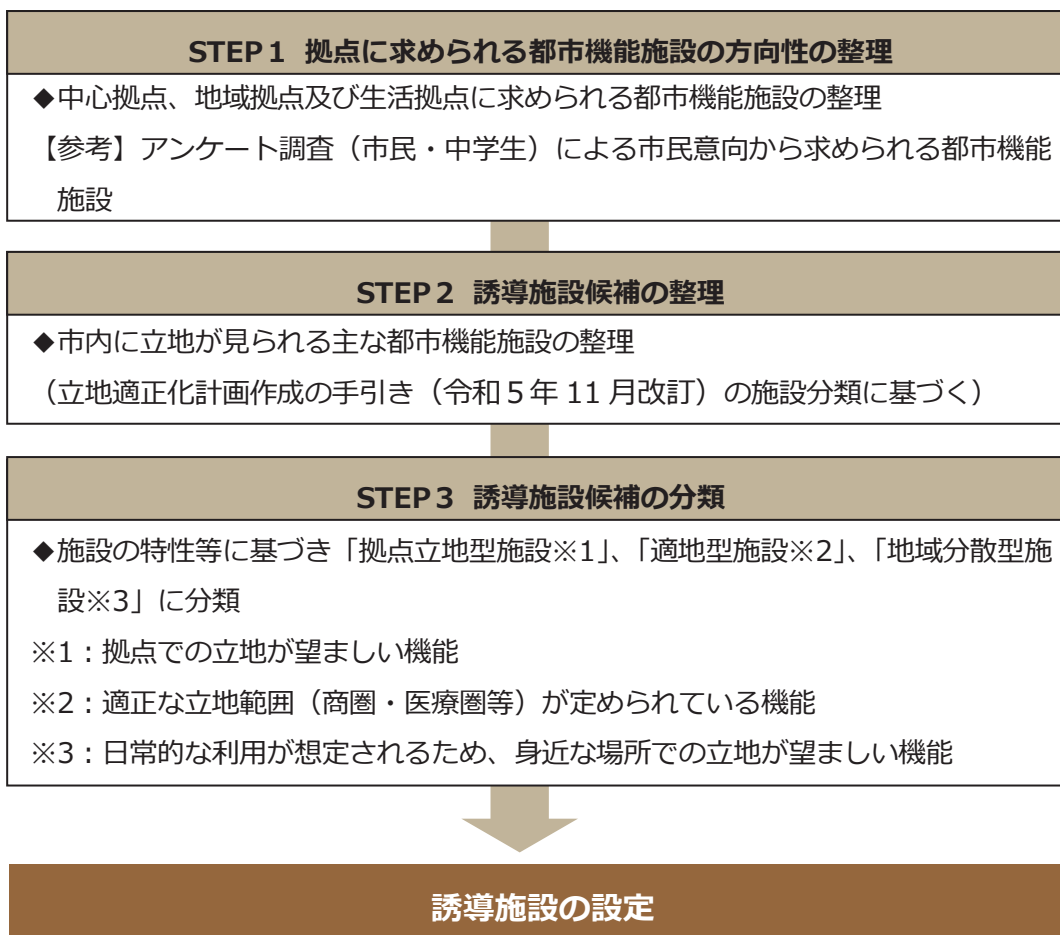 STEP1 拠点に求められる都市機能施設の方向性の整理
◆中心拠点、地域拠点及び生活拠点に求められる都市機能施設の整理
【参考】アンケート調査（市民・中学生）による市民意向から求められる都市機能
施設
STEP2 誘導施設候補の整理
◆市内に立地が見られる主な都市機能施設の整理
（立地適正化計画作成の手引き（令和５年 11 月改訂）の施設分類に基づく）
STEP3 誘導施設候補の分類
◆施設の特性等に基づき「拠点立地型施設※1」、「適地型施設※2」、「地域分散型施
設※3」に分類
※1：拠点での立地が望ましい機能
※2：適正な立地範囲（商圏・医療圏等）が定められている機能
※3：日常的な利用が想定されるため、身近な場所での立地が望ましい機能
誘導施設の設定